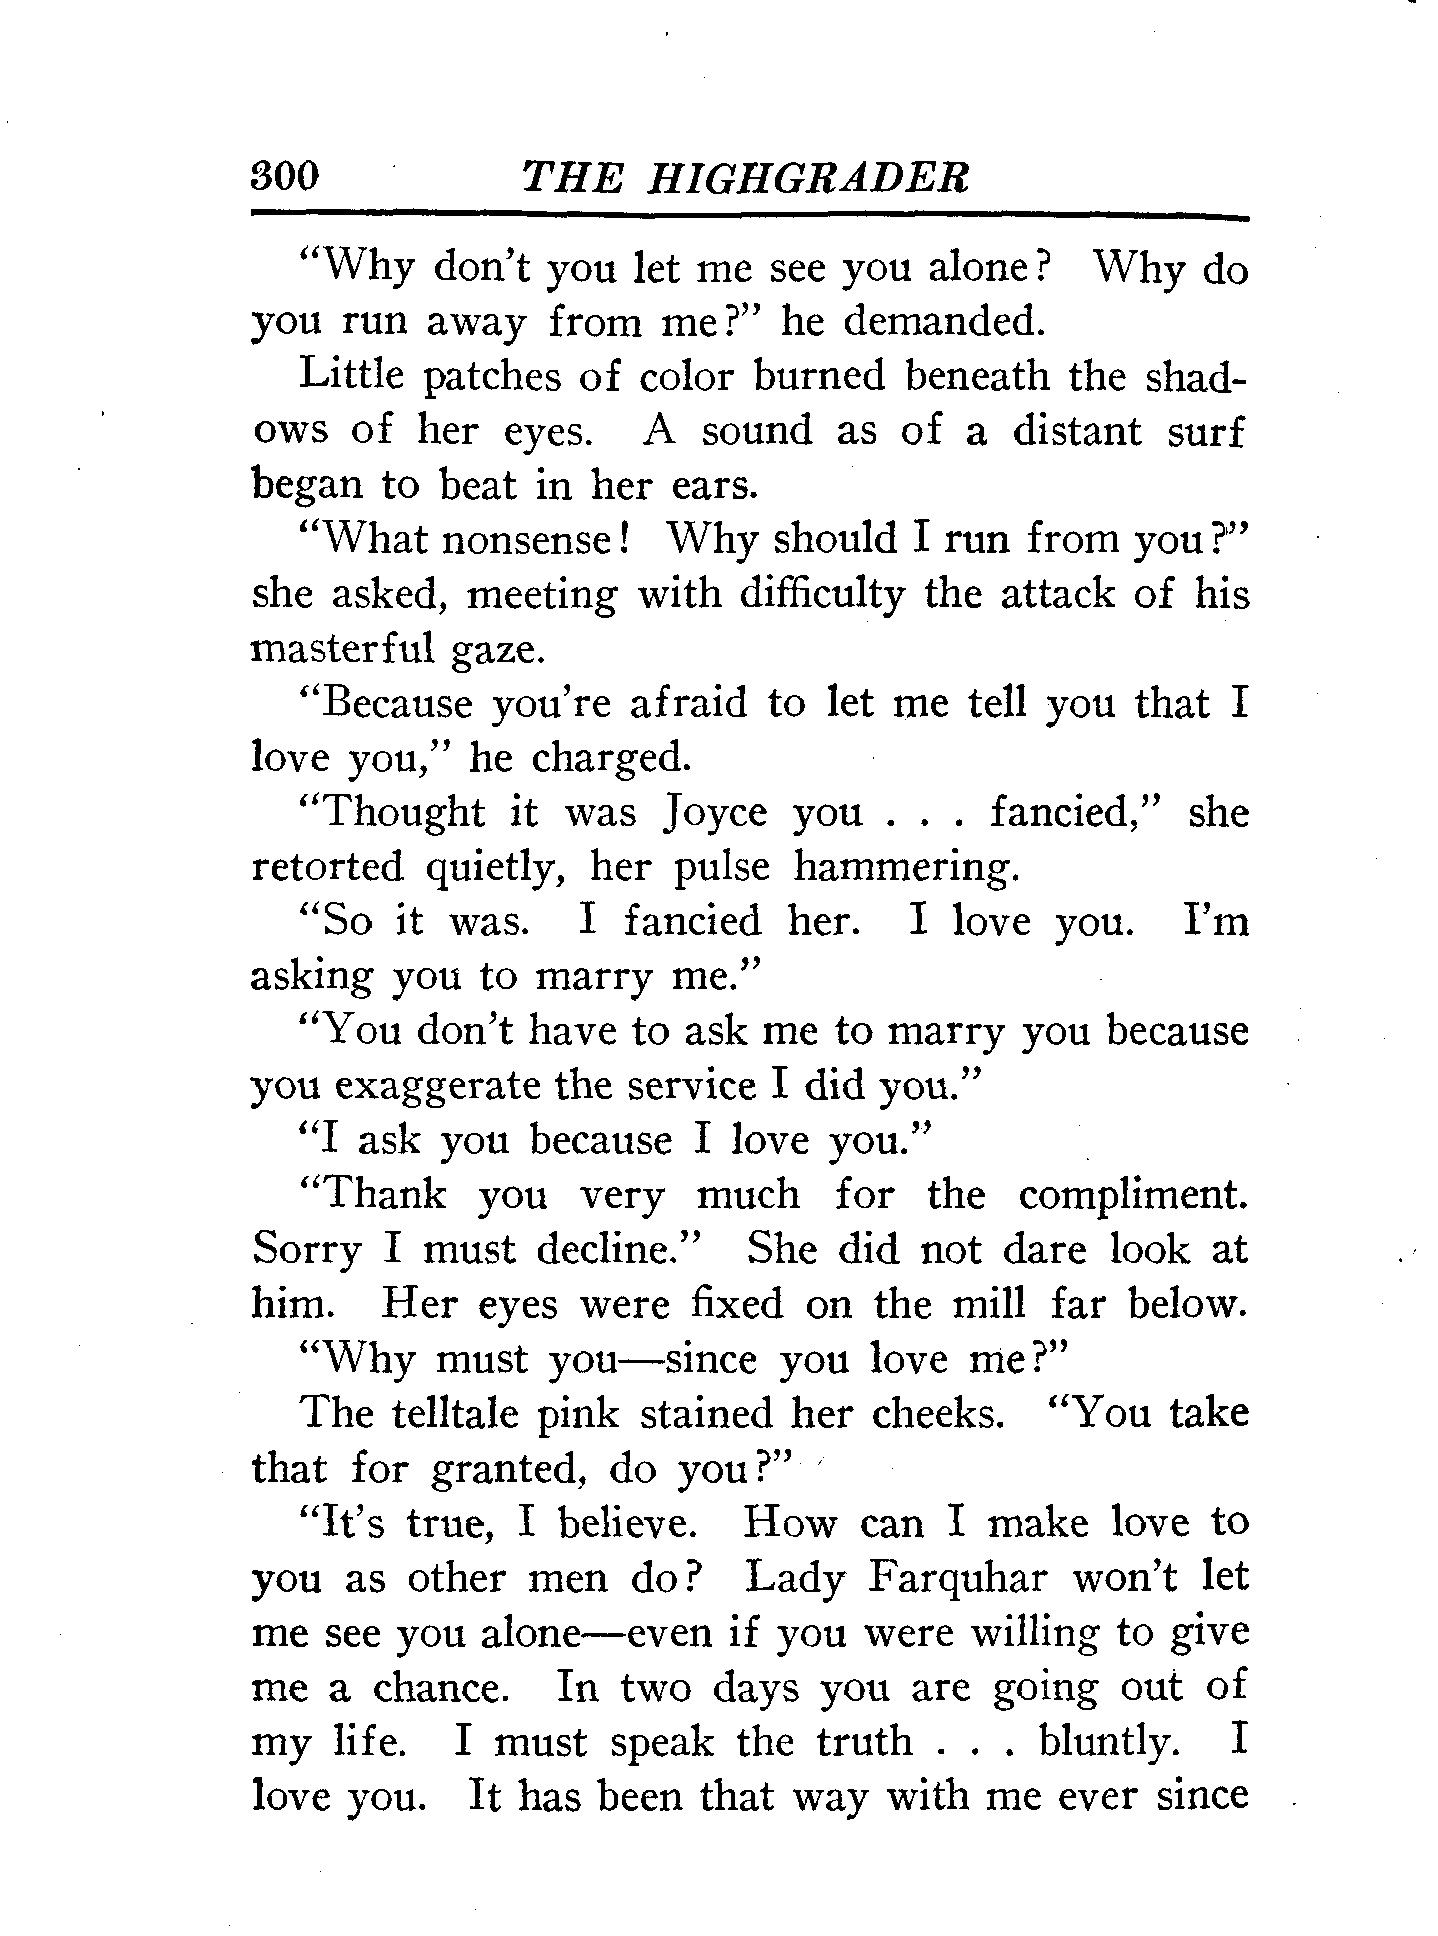 300 THE HIGHGRADER
“Why don’t you let me see you alone? Why do
you run away from me?” he demanded.
Little patches of color burned beneath the shad-
ows of her eyes. A sound as of a distant surf
began to beat in her ears.
“What nonsense! Why should I run from you?”
she asked, meeting with difficulty the attack of his
masterful gaze.
“Because you’re afraid to let me tell you that I
love you,” he charged.
“Thought it was Joyce you . . . fancied,” she
retorted quietly, her pulse hammering.
“So it was. I fancied her. I love you. I’m
asking you to marry me.”
“You don’t have to ask me to marry you because
you exaggerate the service I did you.”
“I ask you because I love you.”
“Thank you very much for the compliment.
Sorry I must decline.” She did not dare look at
him. Her eyes were fixed on the mill far below.
“Why must you—since you love me?”
The telltale pink stained her cheeks. “You take
that for granted, do you?”
“It’s true, I believe. How can I make love to
you as other men do? Lady Farquhar won’t let
me see you alone—even if you were willing to give
me a chance. In two days you are going out of
my life. I must speak the truth . . . bluntly. I
love you. It has been that way with me ever since